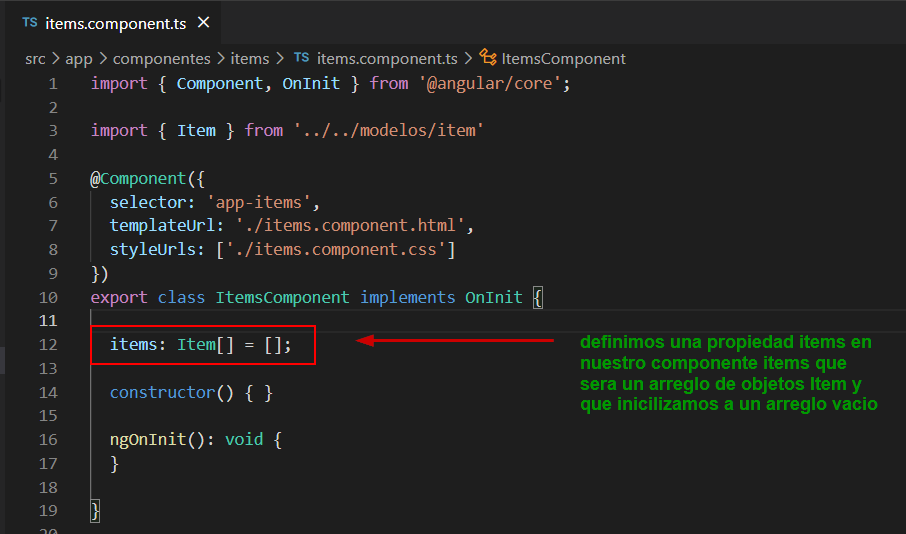 TS items.component.ts ×
src > app > componentes > items > TS items.component.ts > ItemsComponent
1 import { Component, OnInit } from '@angular/core';
2
3 import { Item } from '../../modelos/item'
4
5 @Component({
6 selector: 'app-items',
7 templateUrl: './items.component.html',
8 styleUrls: ['./items.component.css']
9 })
10 export class ItemsComponent implements OnInit {
11
12 items: Item[] = [];
13
14 constructor() { }
15
16 ngOnInit(): void {
17 }
18
19 }
20
definimos una propiedad items en
nuestro componente items que
sera un arreglo de objetos Item y
que inicilizamos a un arreglo vacio